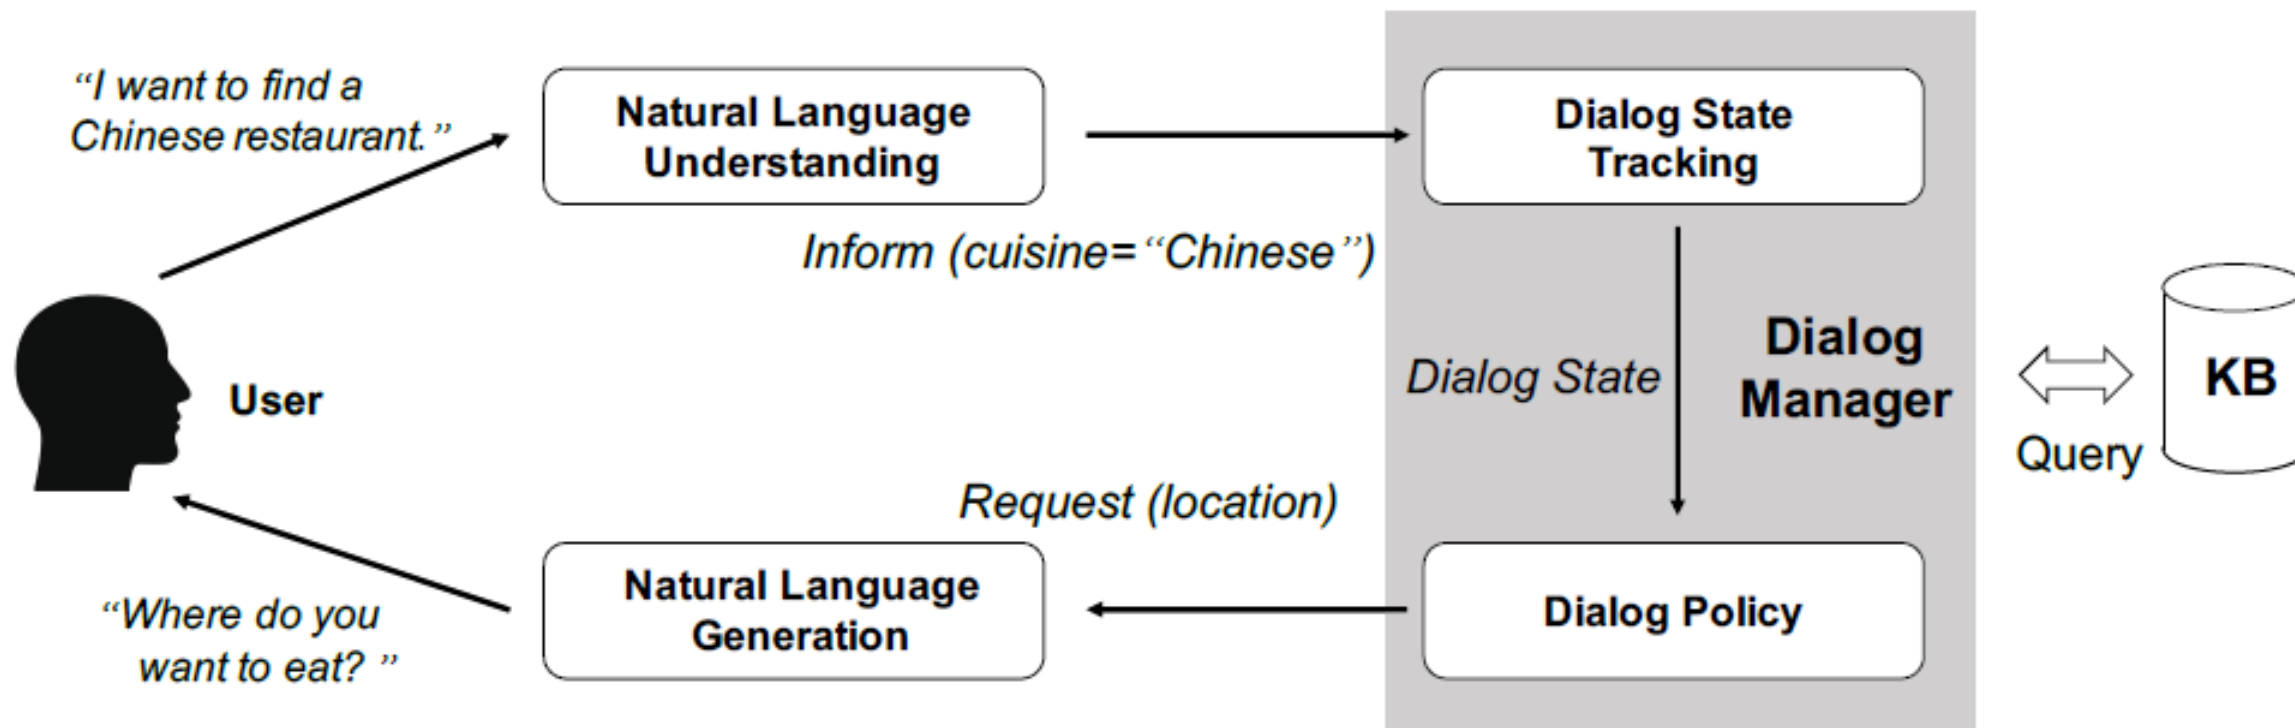 “I want to find a
Chinese restaurant.”
Natural Language
Understanding
Dialog State
Tracking
Inform (cuisine=“Chinese”)
User
Dialog State
Dialog
Manager
KB
Query
Request (location)
“Where do you
want to eat? ”
Natural Language
Generation
Dialog Policy